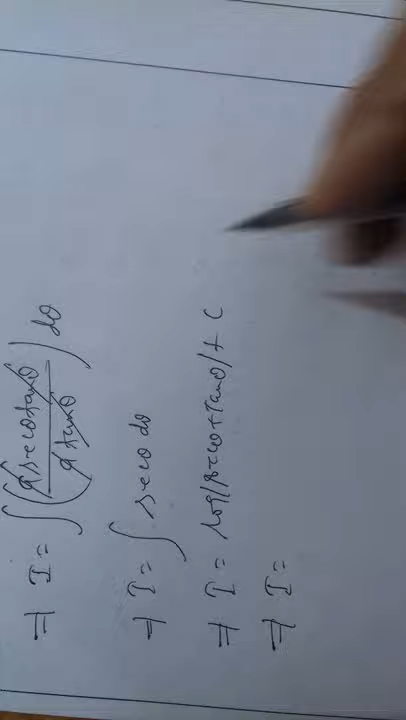 ⇒ I = ∫ (a secθ tanθ / a tanθ) dθ
⇒ I = ∫ secθ dθ
⇒ I = log|secθ + tanθ| + C
⇒ I =